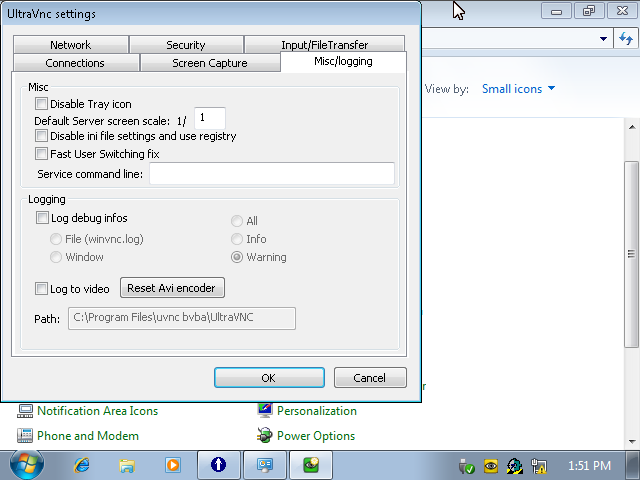 UltraVnc settings
Network Security Input/FileTransfer
Connections Screen Capture Misc/logging
View by: Small icons
Misc
Disable Tray icon
Default Server screen scale: 1/ 1
Disable ini file settings and use registry
Fast User Switching fix
Service command line:
Logging
Log debug infos All
File (winvnc.log) Info
Window Warning
Log to video Reset Avi encoder
Path: C:\Program Files\uvnc bvba\UltraVNC
OK Cancel
Notification Area Icons Personalization
Phone and Modem Power Options
1:51 PM